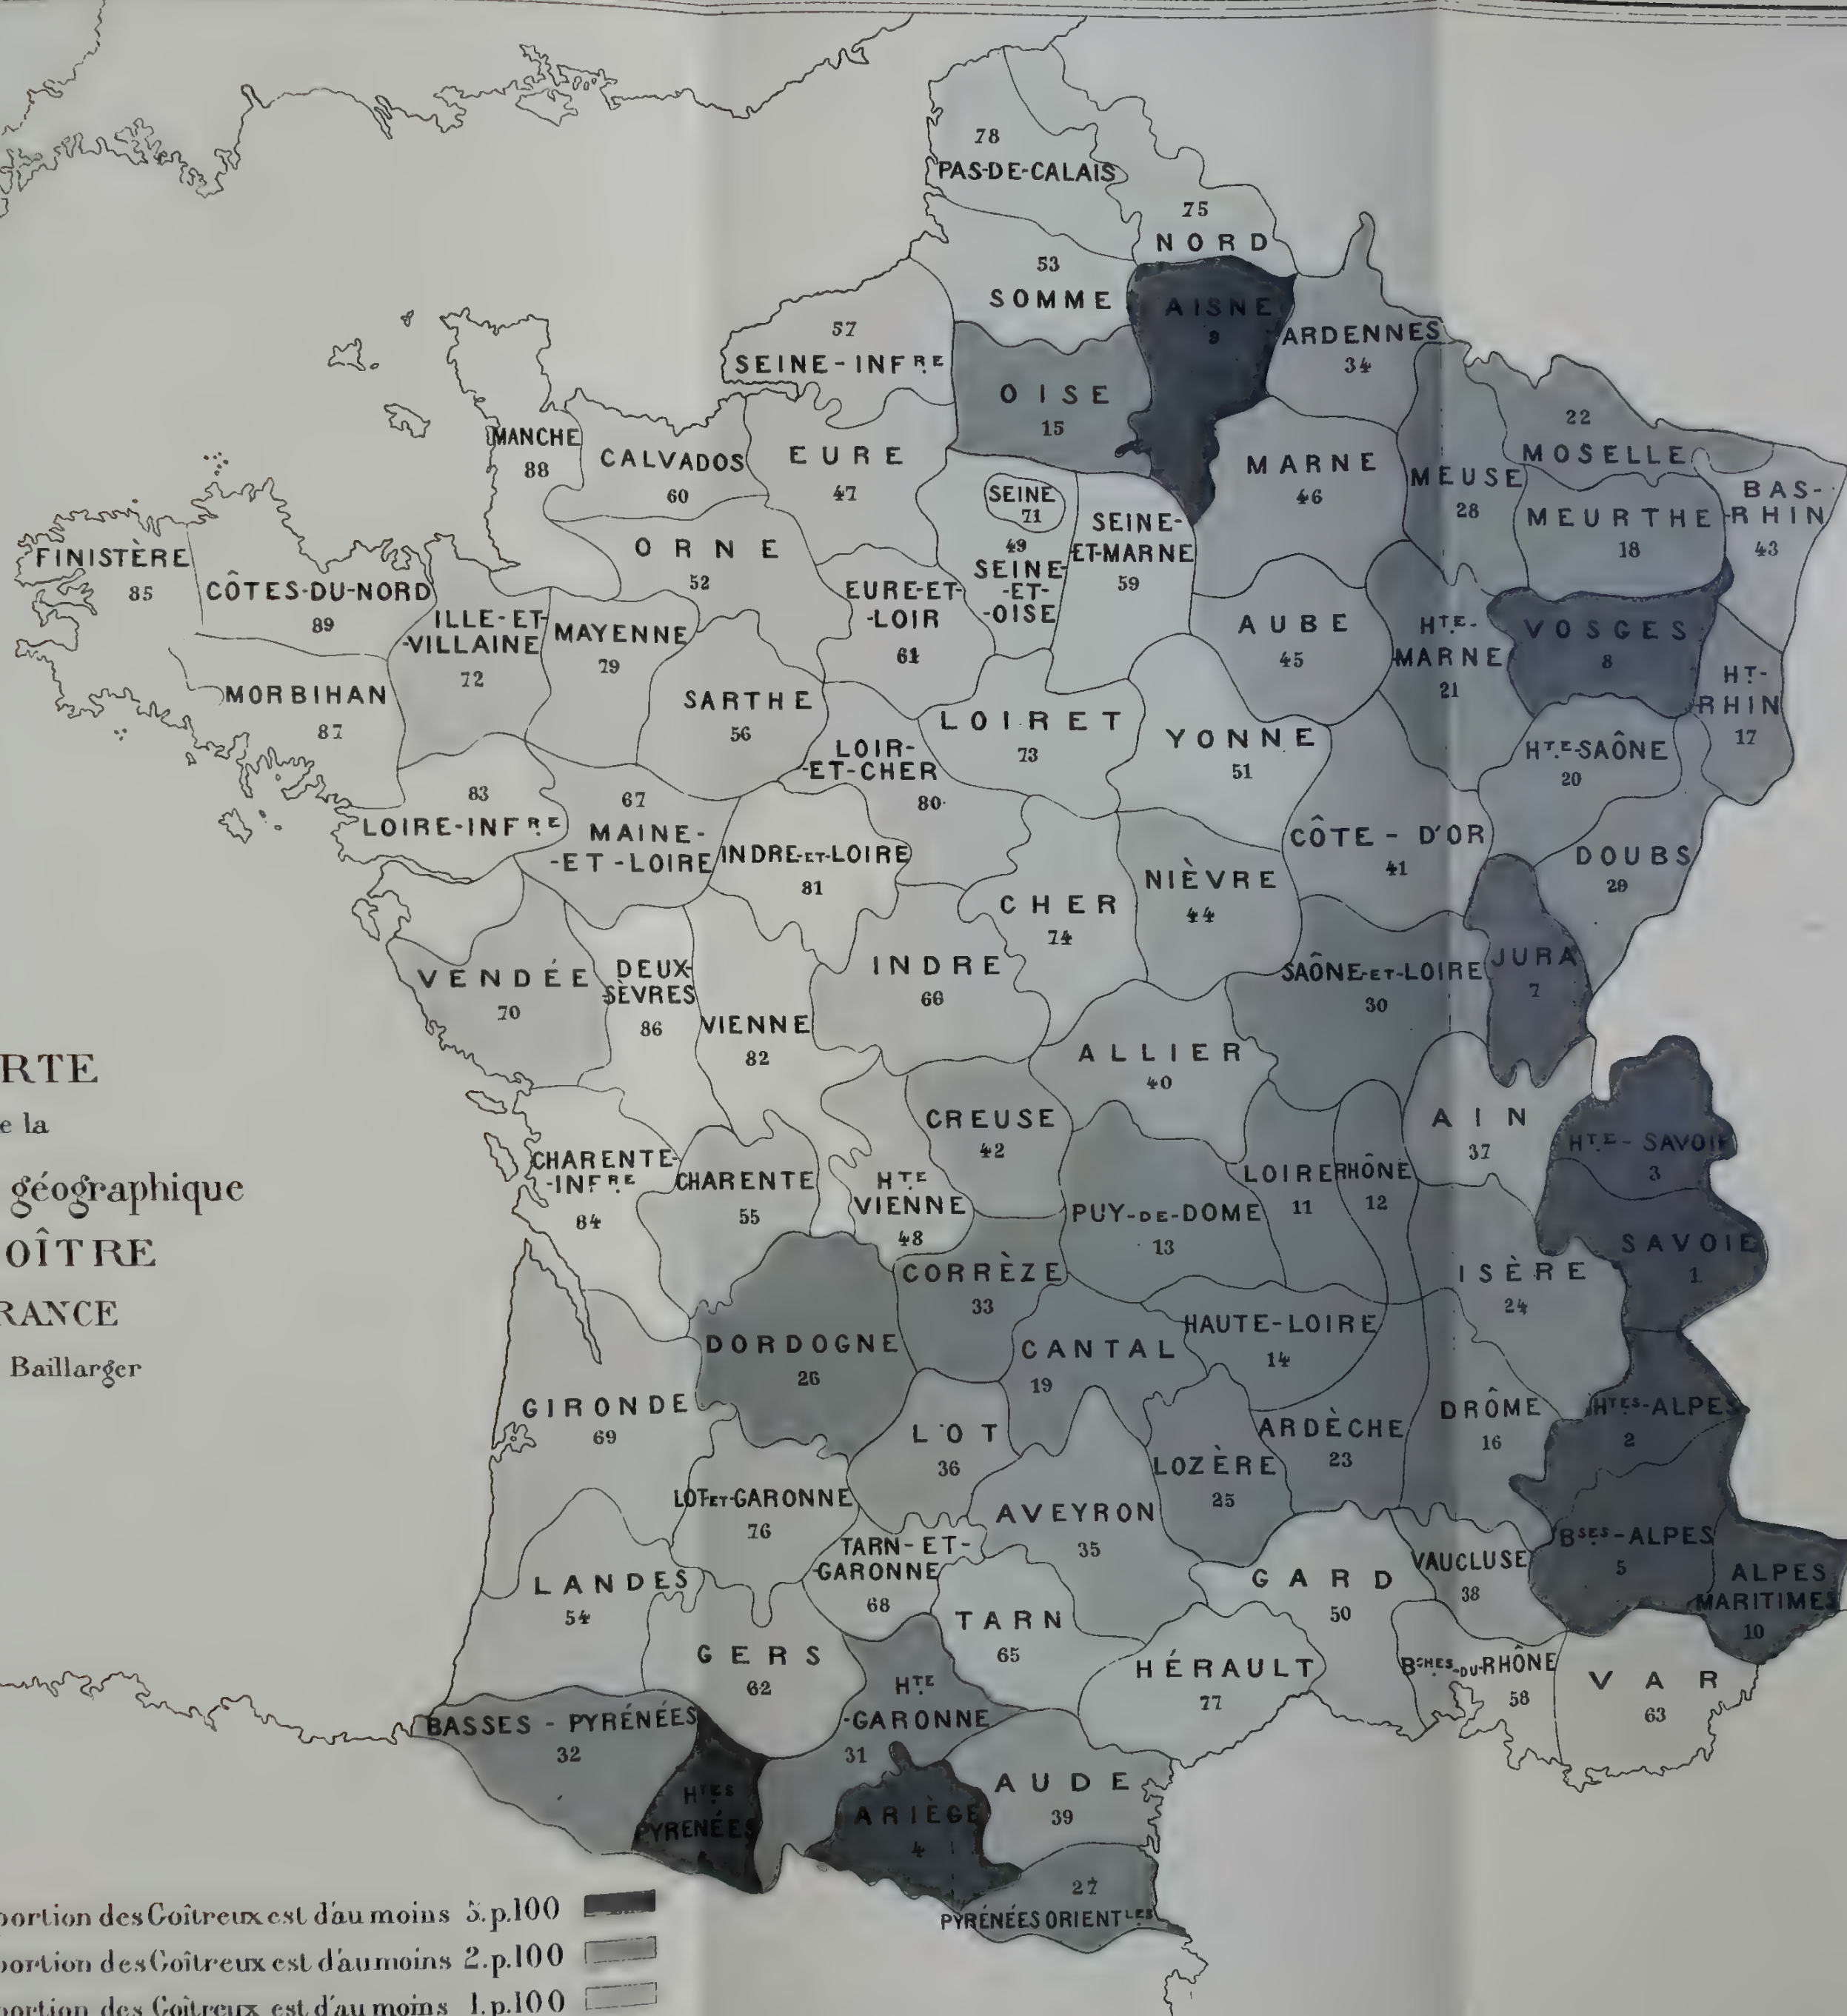 78
PAS-DE-CALAIS
75
NORD
53
SOMME
AISNE
9
57
SEINE-INFRE
ARDENNES
34
OISE
15
22
MOSELLE
MANCHE
88
CALVADOS
60
EURE
47
SEINE
71
MARNE
46
MEUSE
28
BAS-
RHIN
43
MEURTHE
18
SEINE-
ET-MARNE
59
49
SEINE-
-ET-
-OISE
FINISTÈRE
85
CÔTES-DU-NORD
89
ORNE
52
ILLE-ET-
-VILLAINE
72
MAYENNE
79
EURE-ET-
-LOIR
61
AUBE
45
HTE-
MARNE
21
VOSGES
8
HT-
RHIN
17
MORBIHAN
87
SARTHE
56
LOIRET
73
YONNE
51
HTE-SAÔNE
20
LOIR-
-ET-CHER
80
83
LOIRE-INFRE
67
MAINE-
-ET-LOIRE
INDRE-ET-LOIRE
81
CÔTE-D'OR
41
DOUBS
29
CHER
74
NIÈVRE
44
VENDÉE
70
DEUX-
SÈVRES
86
INDRE
66
SAÔNE-ET-LOIRE
30
JURA
7
VIENNE
82
ALLIER
40
RTE
e la
géographique
OÎTRE
RANCE
Baillarger
CREUSE
42
AIN
37
HTE-SAVOIE
3
CHARENTE-
-INFRE
84
CHARENTE
55
HTE
VIENNE
48
PUY-DE-DOME
13
LOIRE
11
RHÔNE
12
SAVOIE
1
CORRÈZE
33
ISÈRE
24
DORDOGNE
26
CANTAL
19
HAUTE-LOIRE
14
GIRONDE
69
LOT
36
LOZÈRE
25
ARDÈCHE
23
DRÔME
16
HTES-ALPES
2
LOT-ET-GARONNE
76
AVEYRON
35
TARN-ET-
-GARONNE
68
LANDES
54
GARD
50
VAUCLUSE
38
BSES-ALPES
5
ALPES
MARITIMES
10
TARN
65
GERS
62
HÉRAULT
77
BCHES-DU-RHÔNE
58
VAR
63
BASSES-PYRÉNÉES
32
HTE
-GARONNE
31
HTES
PYRENÉES
ARIÈGE
4
AUDE
39
27
PYRÉNÉES ORIENTLES
portion des Goîtreux est d'au moins 5.p.100
portion des Goîtreux est d'au moins 2.p.100
portion des Goîtreux est d'au moins 1.p.100